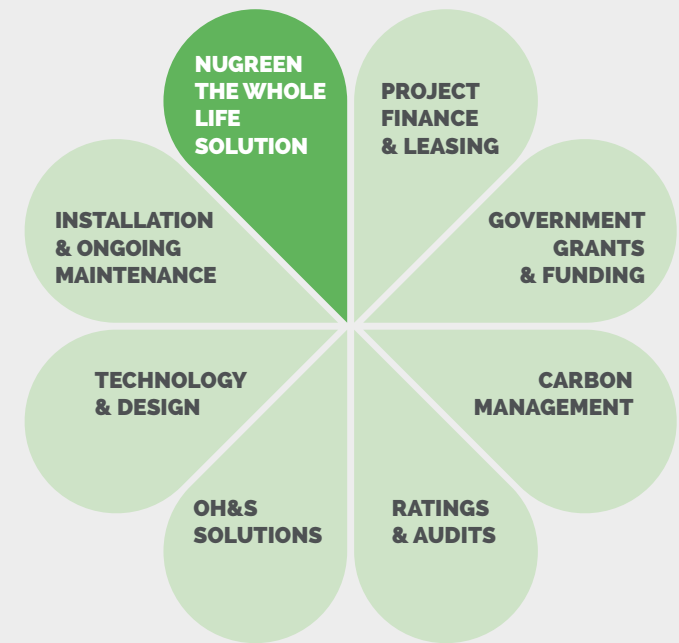 NUGREEN
THE WHOLE
LIFE
SOLUTION
PROJECT
FINANCE
& LEASING
GOVERNMENT
GRANTS
& FUNDING
CARBON
MANAGEMENT
RATINGS
& AUDITS
OH&S
SOLUTIONS
TECHNOLOGY
& DESIGN
INSTALLATION
& ONGOING
MAINTENANCE